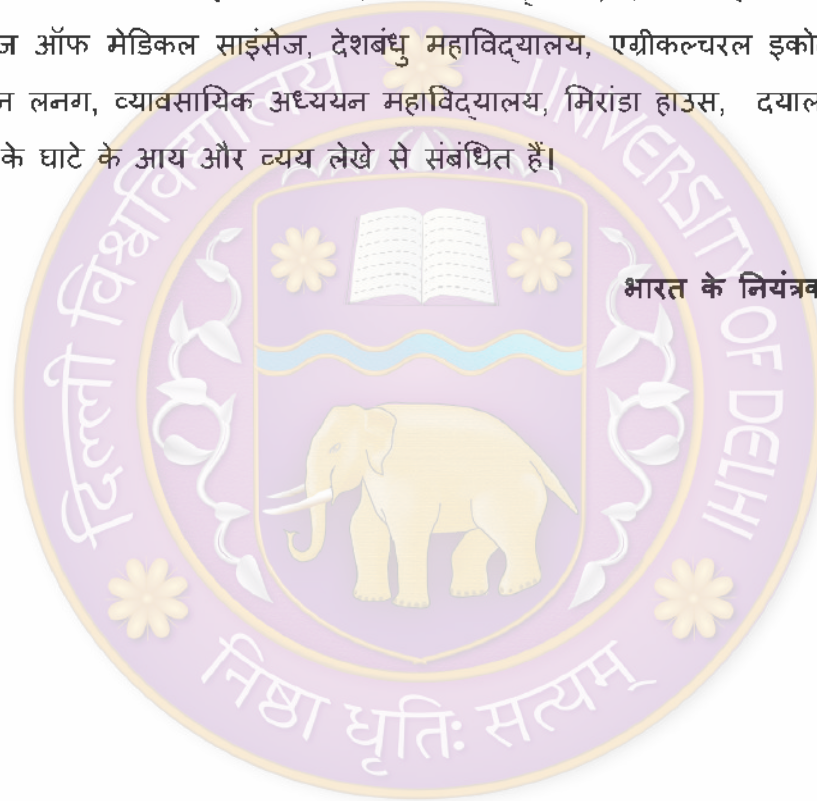 ज ऑफ मेडिकल साइंसेज, देशबंधु महाविद्यालय, एग्रीकल्चरल इको
न लनग, व्यावसायिक अध्ययन महाविद्यालय, मिरांडा हाउस, दयाल
के घाटे के आय और व्यय लेखे से संबंधित हैं।
भारत के नियंत्रक
दिल्ली विश्वविद्यालय
UNIVERSITY OF DELHI
निष्ठा धृतिः सत्यम्